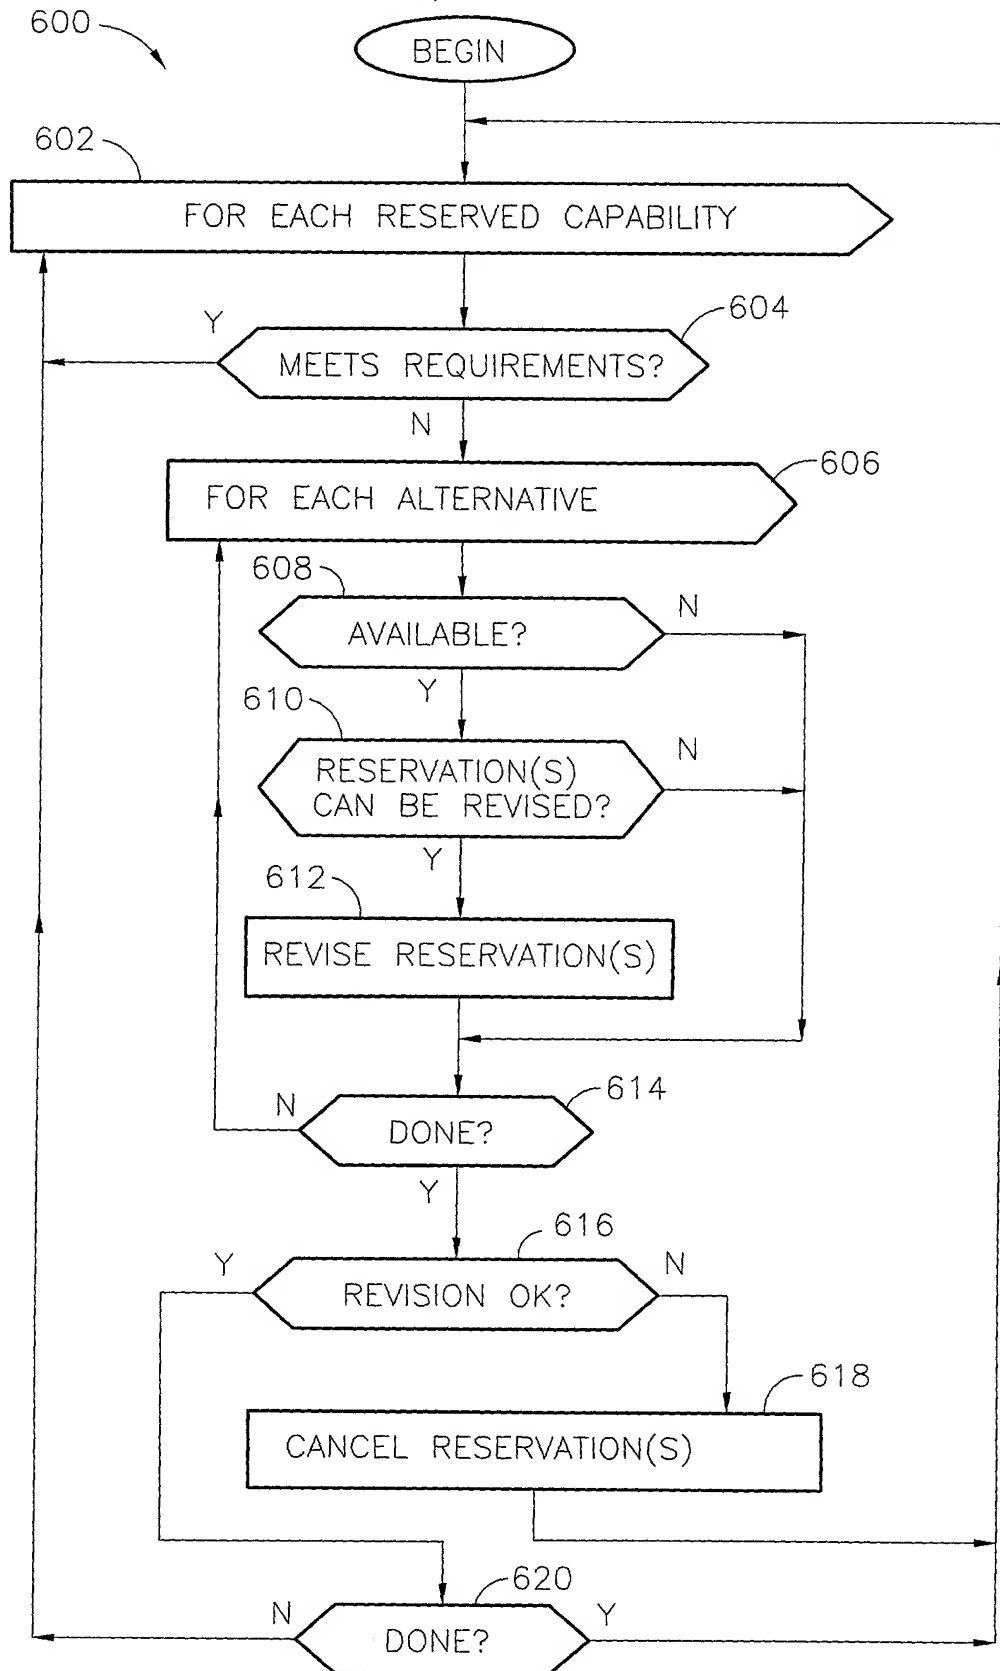 600
BEGIN
602
FOR EACH RESERVED CAPABILITY
Y
604
MEETS REQUIREMENTS?
N
606
FOR EACH ALTERNATIVE
608
N
AVAILABLE?
Y
610
N
RESERVATION(S)
CAN BE REVISED?
Y
612
REVISE RESERVATION(S)
614
N
DONE?
Y
616
Y
N
REVISION OK?
618
CANCEL RESERVATION(S)
620
N
Y
DONE?